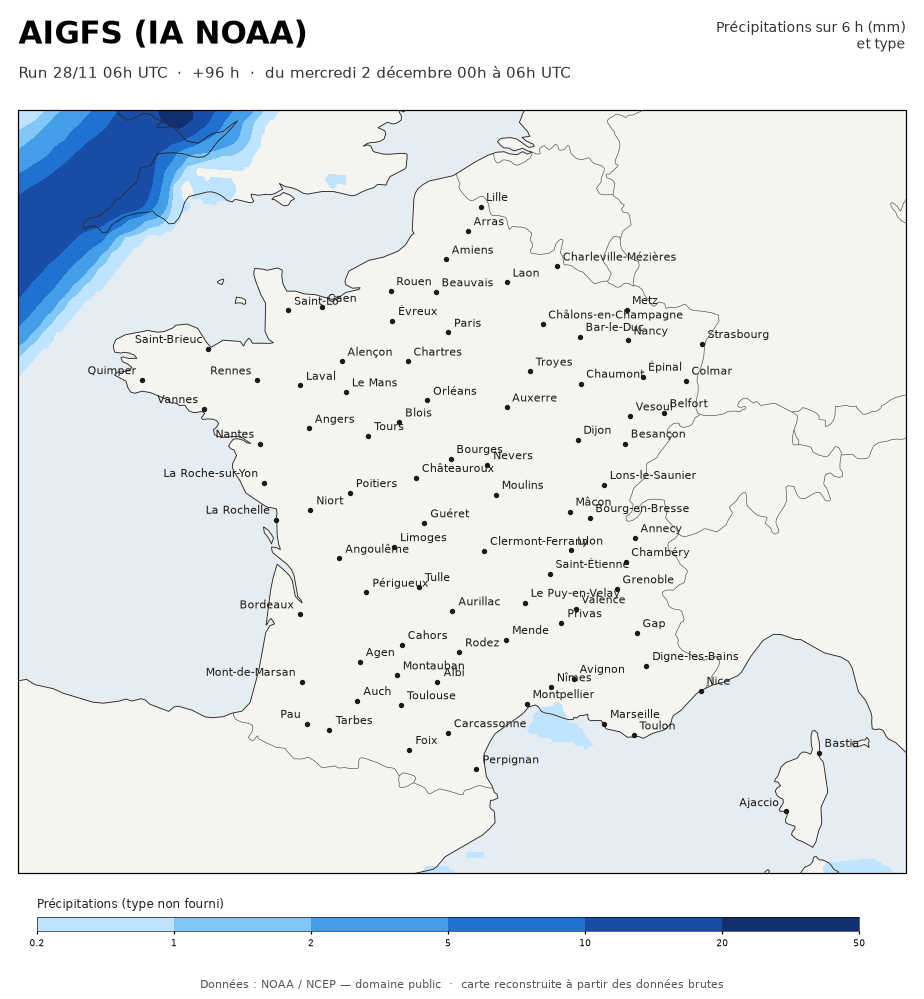 AIGFS (IA NOAA)
Précipitations sur 6 h (mm)
et type
Run 28/11 06h UTC · +96 h · du mercredi 2 décembre 00h à 06h UTC
Lille
Arras
Amiens
Charleville-Mézières
Laon
Rouen
Beauvais
Saint-Lô
Caen
Metz
Évreux
Châlons-en-Champagne
Paris
Bar-le-Duc
Nancy
Strasbourg
Saint-Brieuc
Alençon
Chartres
Troyes
Épinal
Quimper
Rennes
Laval
Le Mans
Chaumont
Colmar
Orléans
Vannes
Auxerre
Belfort
Blois
Vesoul
Angers
Tours
Nantes
Dijon
Besançon
Bourges
Nevers
La Roche-sur-Yon
Châteauroux
Lons-le-Saunier
Poitiers
Moulins
Niort
La Rochelle
Mâcon
Bourg-en-Bresse
Guéret
Annecy
Limoges
Clermont-Ferrand
Lyon
Angoulême
Chambéry
Saint-Étienne
Périgueux
Tulle
Grenoble
Le Puy-en-Velay
Valence
Bordeaux
Aurillac
Privas
Gap
Cahors
Rodez
Mende
Agen
Digne-les-Bains
Mont-de-Marsan
Montauban
Albi
Nîmes
Avignon
Nice
Auch
Toulouse
Montpellier
Pau
Tarbes
Carcassonne
Marseille
Toulon
Foix
Bastia
Perpignan
Ajaccio
Précipitations (type non fourni)
0.2 1 2 5 10 20 50
Données : NOAA / NCEP — domaine public · carte reconstruite à partir des données brutes